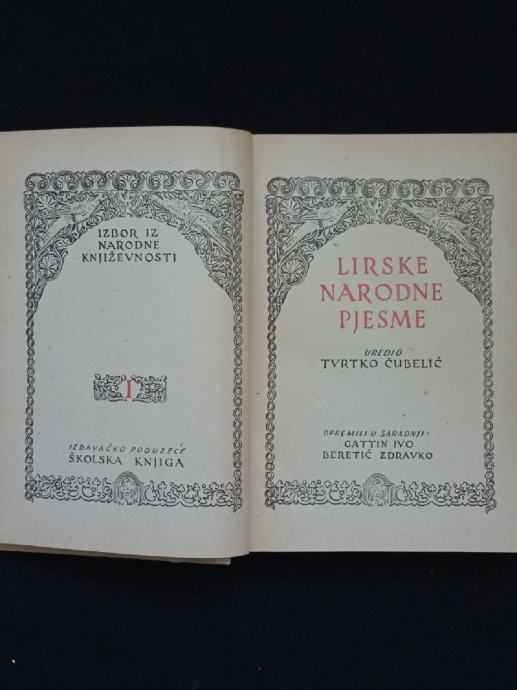 IZBOR IZ
NARODNE
KNJIŽEVNOSTI
I
IZDAVAČKO PODUZEĆE
ŠKOLSKA KNJIGA
LIRSKE
NARODNE
PJESME
UREDIO
TVRTKO ČUBELIĆ
OPREMILI U SARADNJI:
GATTIN IVO
BERETIĆ ZDRAVKO